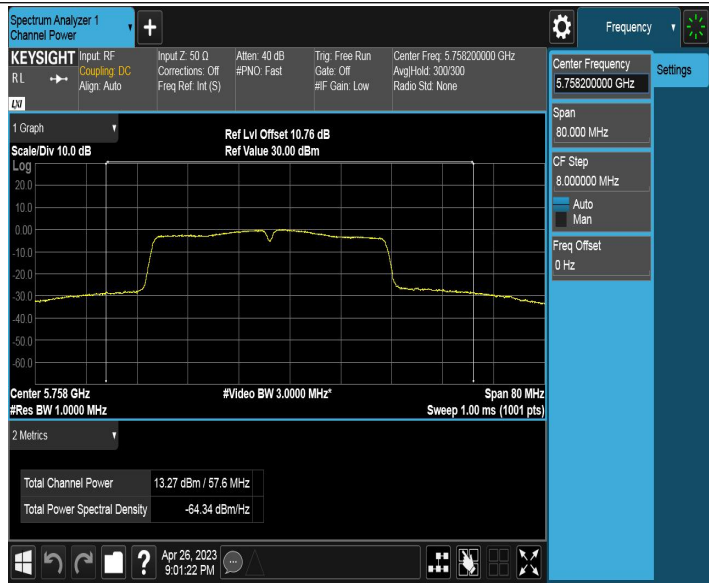 Spectrum Analyzer 1
Channel Power
+
Frequency
KEYSIGHT
RL
LXI
Input: RF
Coupling: DC
Align: Auto
Input Z: 50 Ω
Corrections: Off
Freq Ref: Int (S)
Atten: 40 dB
#PNO: Fast
Trig: Free Run
Gate: Off
#IF Gain: Low
Center Freq: 5.758200000 GHz
Avg|Hold: 300/300
Radio Std: None
Center Frequency
5.758200000 GHz
Settings
Span
80.000 MHz
CF Step
8.000000 MHz
Auto
Man
Freq Offset
0 Hz
1 Graph
Scale/Div 10.0 dB
Ref Lvl Offset 10.76 dB
Ref Value 30.00 dBm
Log
20.0
10.0
0.00
-10.0
-20.0
-30.0
-40.0
-50.0
-60.0
Center 5.758 GHz
#Video BW 3.0000 MHz*
Span 80 MHz
#Res BW 1.0000 MHz
Sweep 1.00 ms (1001 pts)
2 Metrics
Total Channel Power 13.27 dBm / 57.6 MHz
Total Power Spectral Density -64.34 dBm/Hz
?
Apr 26, 2023
9:01:22 PM